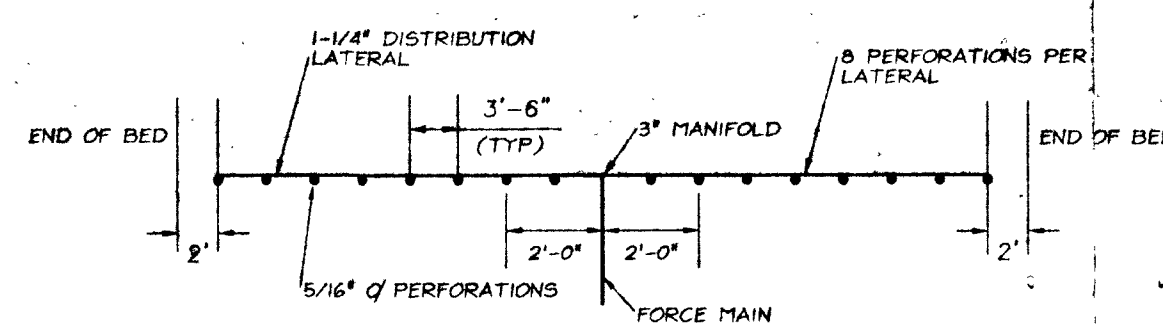 1-1/4" DISTRIBUTION
LATERAL
8 PERFORATIONS PER
LATERAL
3'-6"
(TYP)
END OF BED
3" MANIFOLD
END OF BE
2'
2'-0"
2'-0"
2'
5/16" Ø PERFORATIONS
FORCE MAIN